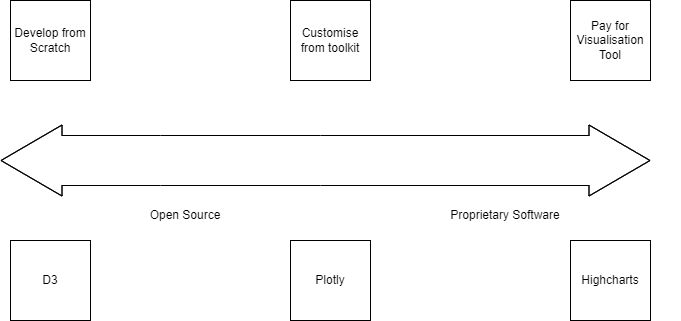 Develop from
Scratch
Customise
from toolkit
Pay for
Visualisation
Tool
Open Source
Proprietary Software
D3
Plotly
Highcharts